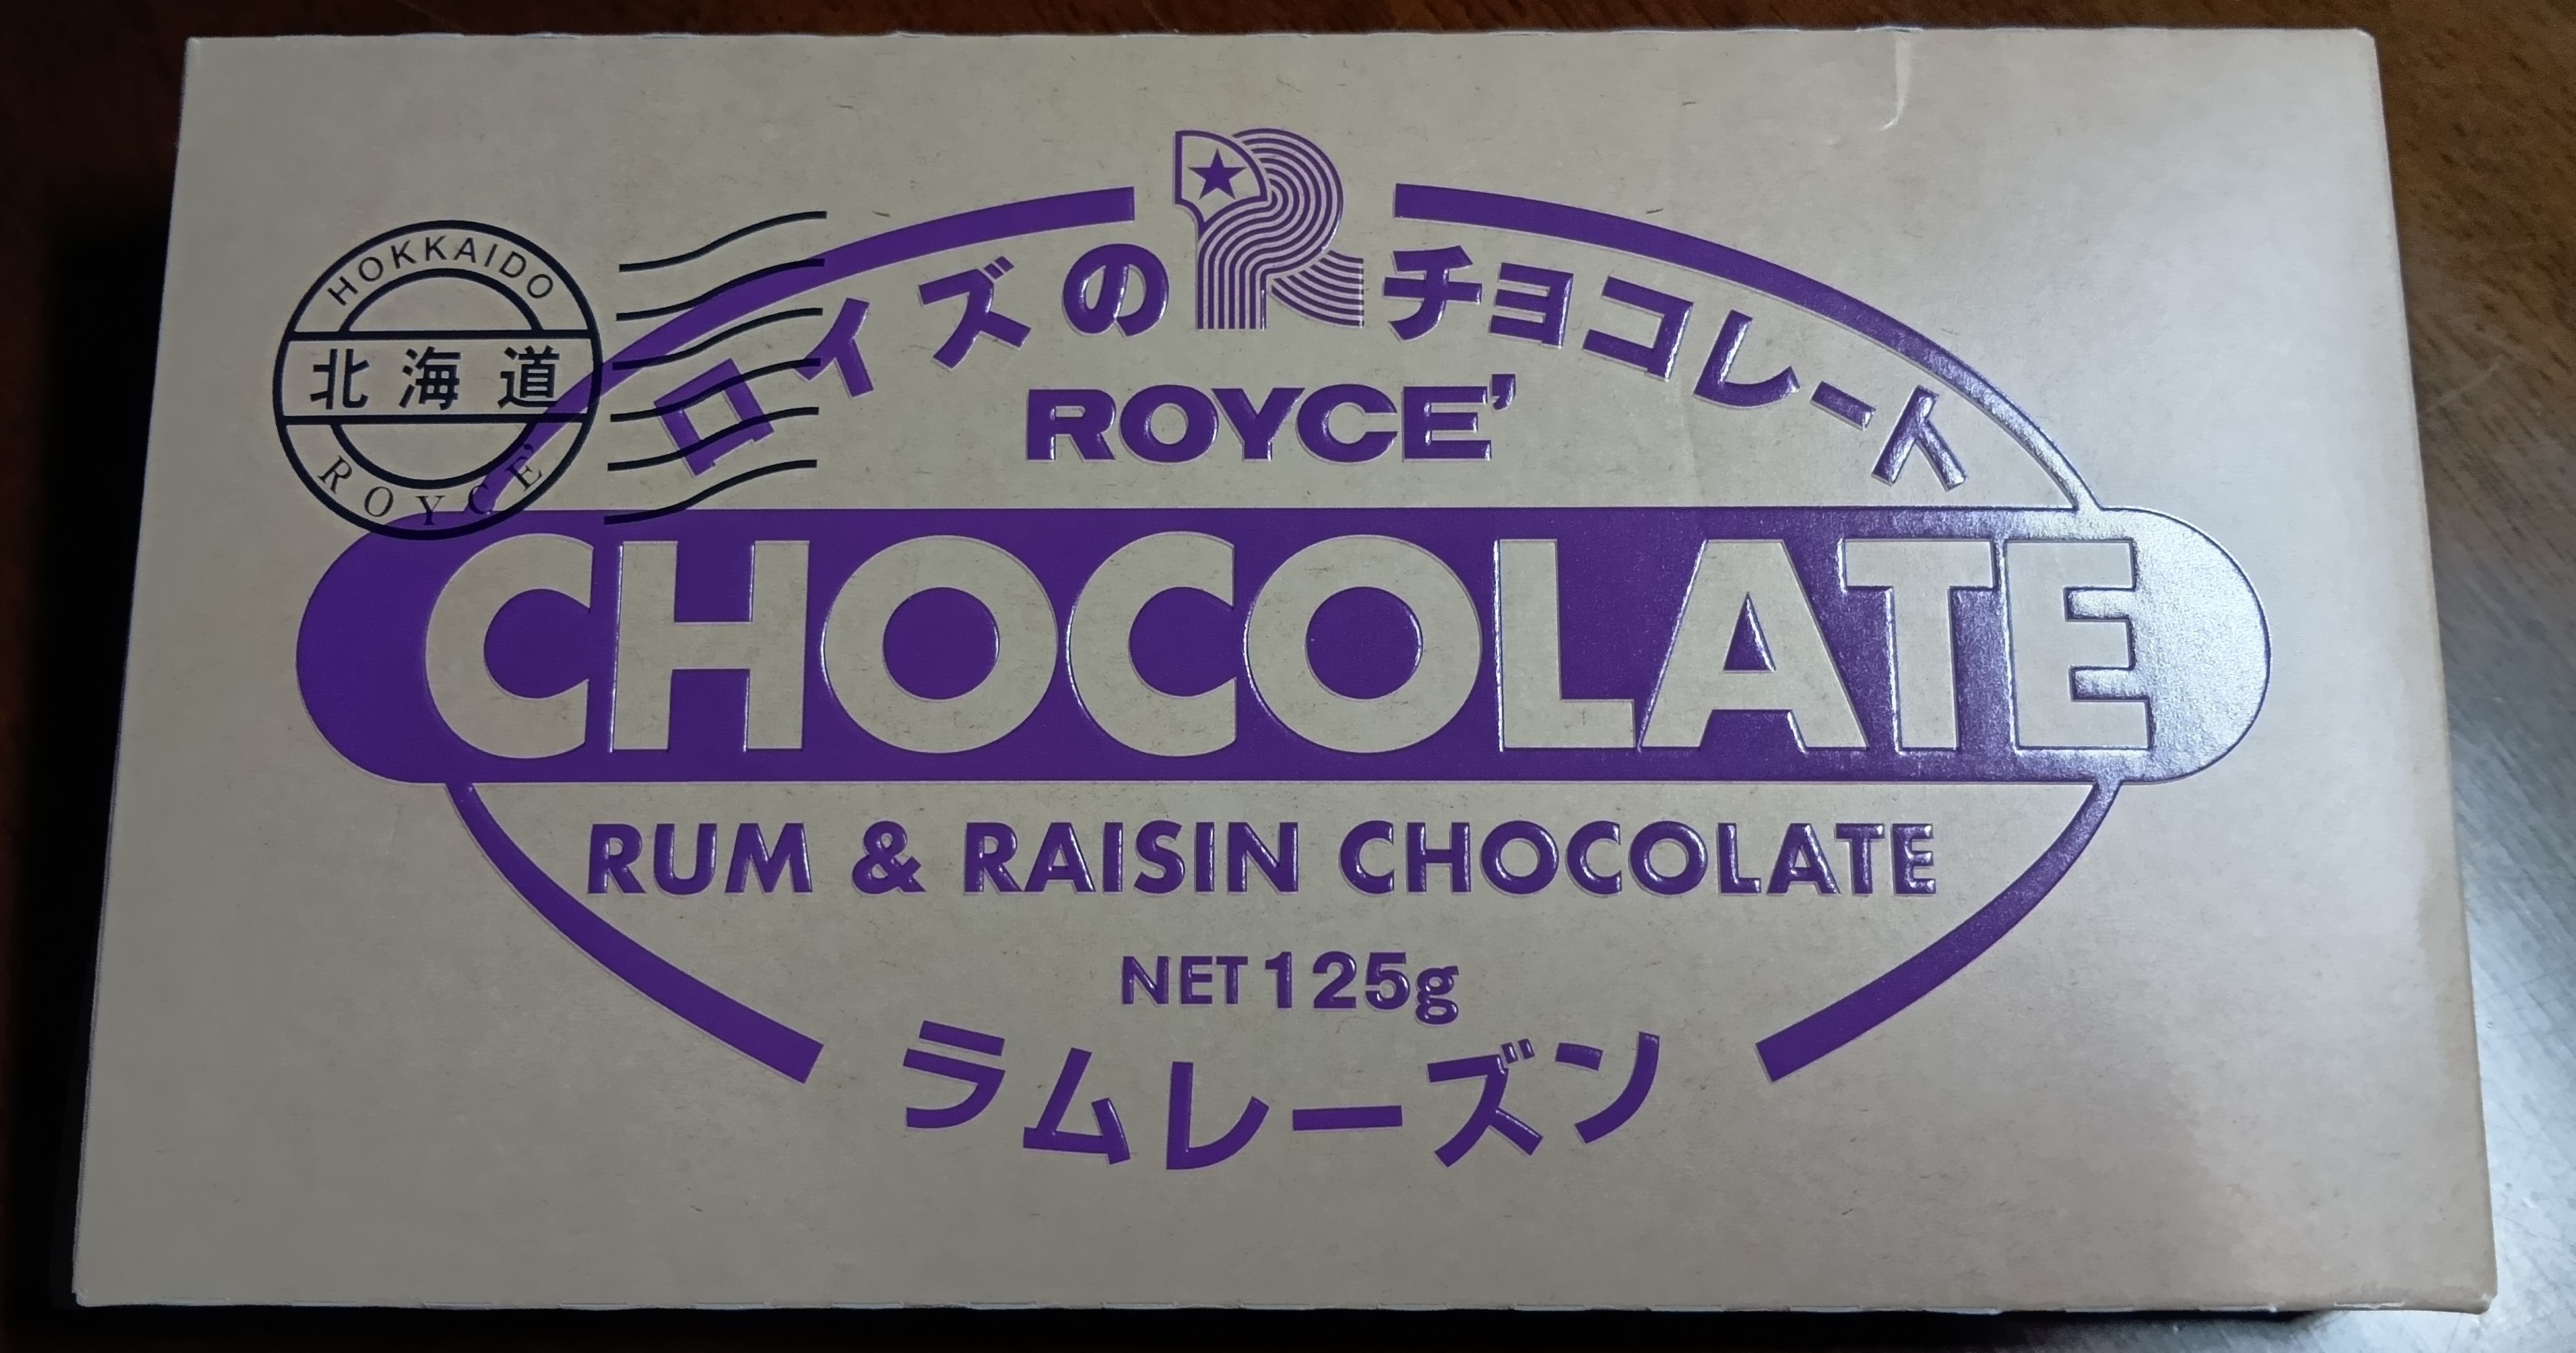 HOKKAIDO
北海道
ROYCE'
ロイズの R チョコレート
ROYCE'
CHOCOLATE
RUM & RAISIN CHOCOLATE
NET 125g
ラムレーズン